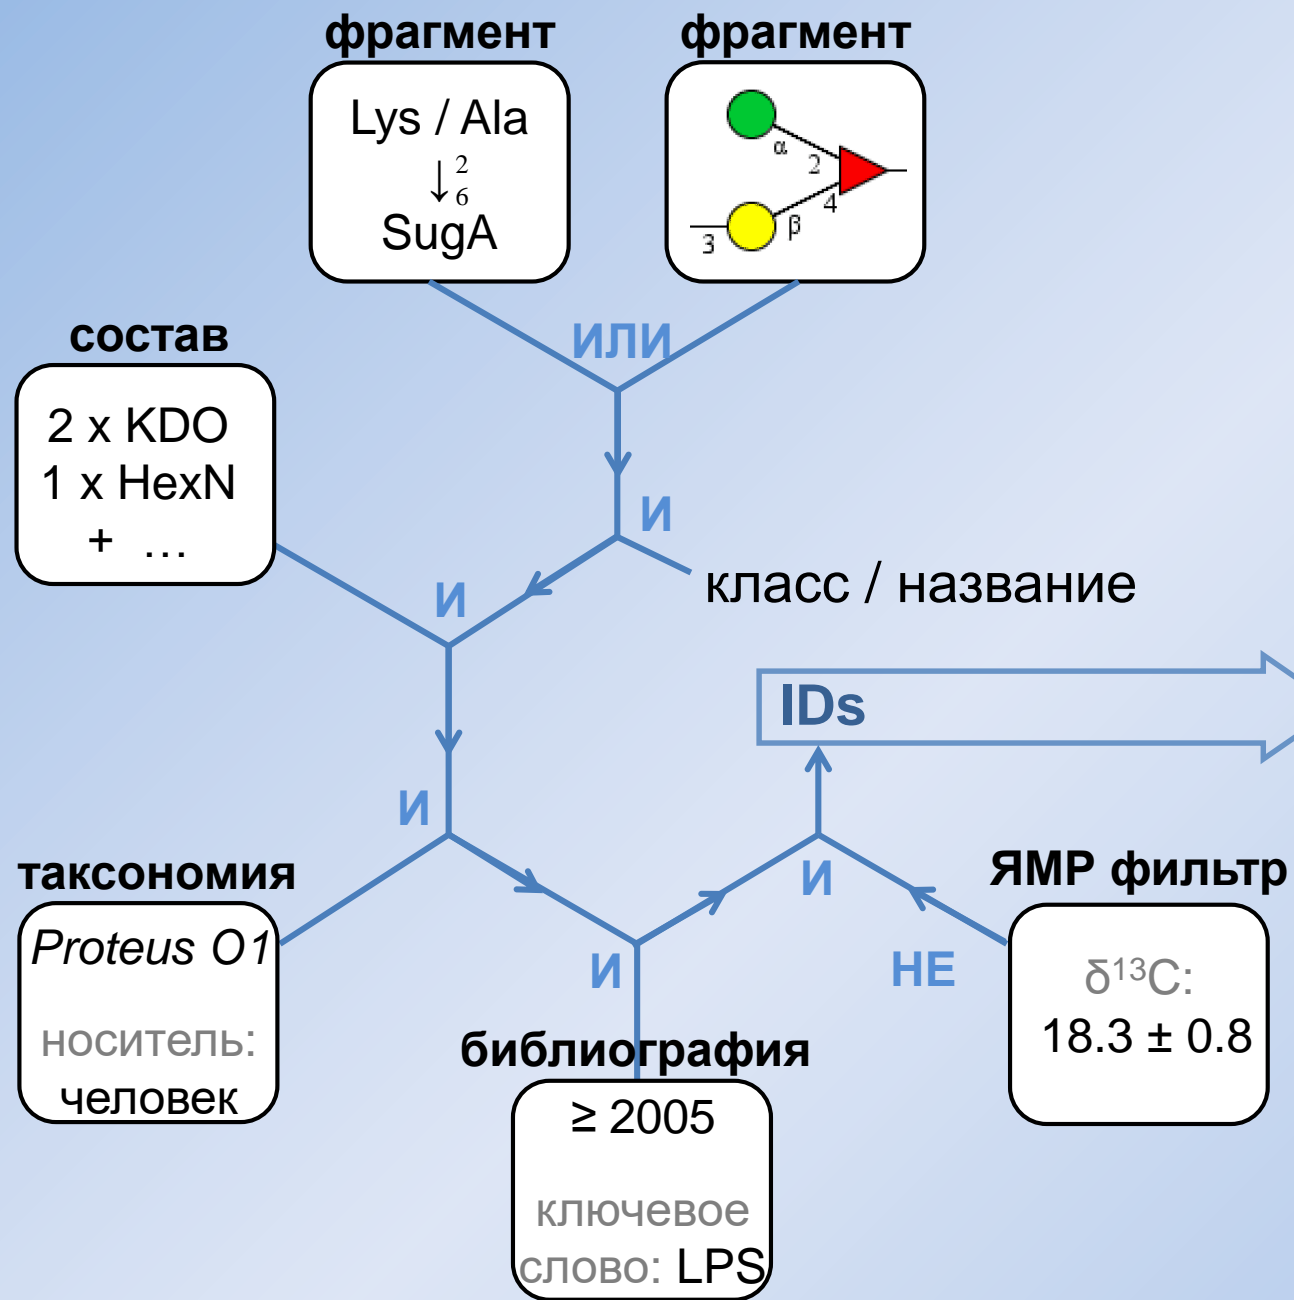 фрагмент
фрагмент
Lys / Ala
↓ 2
6
SugA
α
2
4
β
3
ИЛИ
состав
2 x KDO
1 x HexN
+ …
И
класс / название
И
IDs
И
таксономия
Proteus O1
носитель:
человек
И
ЯМР фильтр
НЕ
δ¹³C:
18.3 ± 0.8
И
библиография
≥ 2005
ключевое
слово: LPS